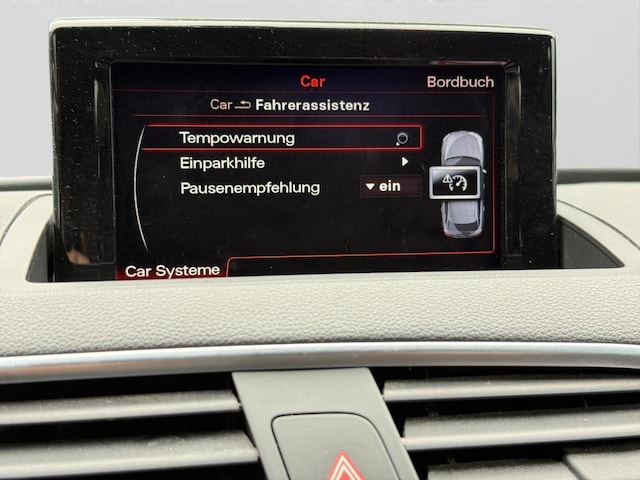 Car
Bordbuch
Car Fahrerassistenz
Tempowarnung
Einparkhilfe
Pausenempfehlung ein
Car Systeme